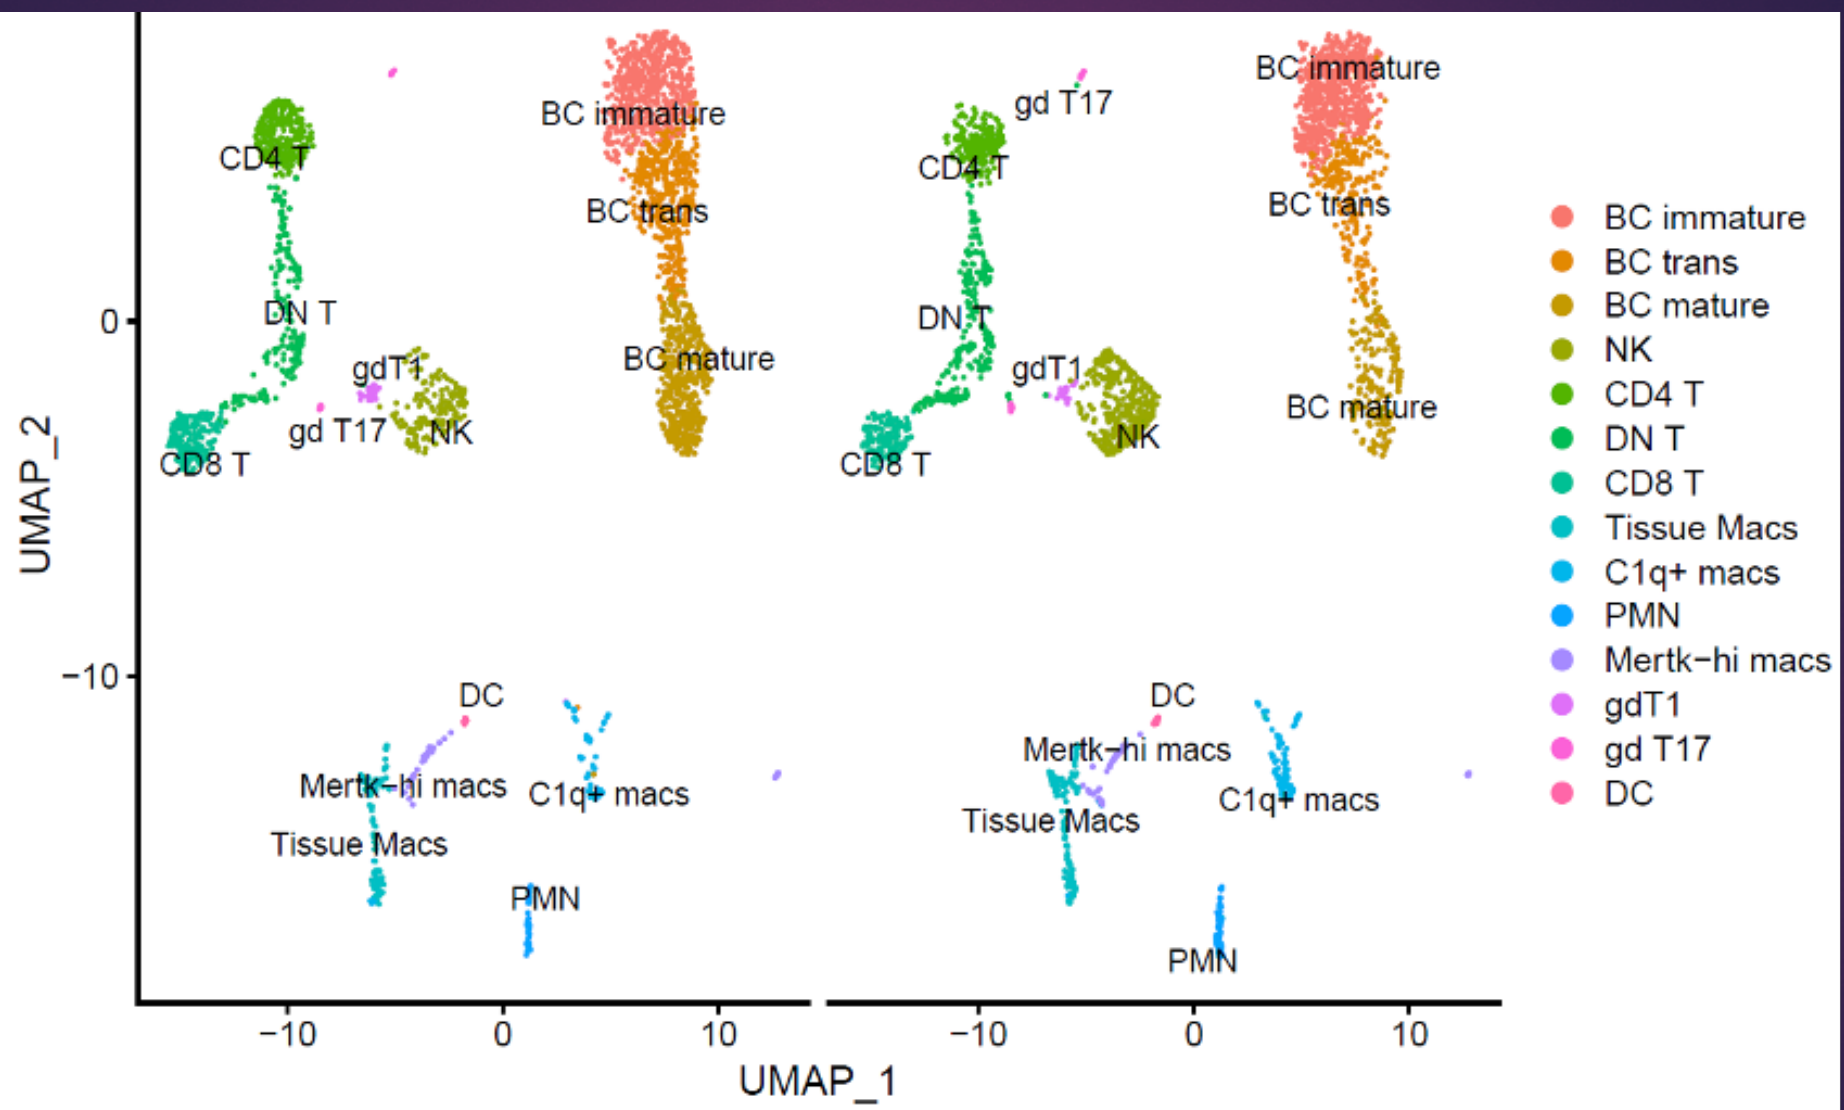 BC immature
CD4 T
BC trans
DN T
gdT1
BC mature
gd T17
NK
CD8 T
DC
Mertk−hi macs
C1q+ macs
Tissue Macs
PMN
BC immature
gd T17
CD4 T
BC trans
DN T
gdT1
BC mature
NK
CD8 T
DC
Mertk−hi macs
C1q+ macs
Tissue Macs
PMN
0
−10
UMAP_2
−10 0 10
−10 0 10
UMAP_1
BC immature
BC trans
BC mature
NK
CD4 T
DN T
CD8 T
Tissue Macs
C1q+ macs
PMN
Mertk−hi macs
gdT1
gd T17
DC